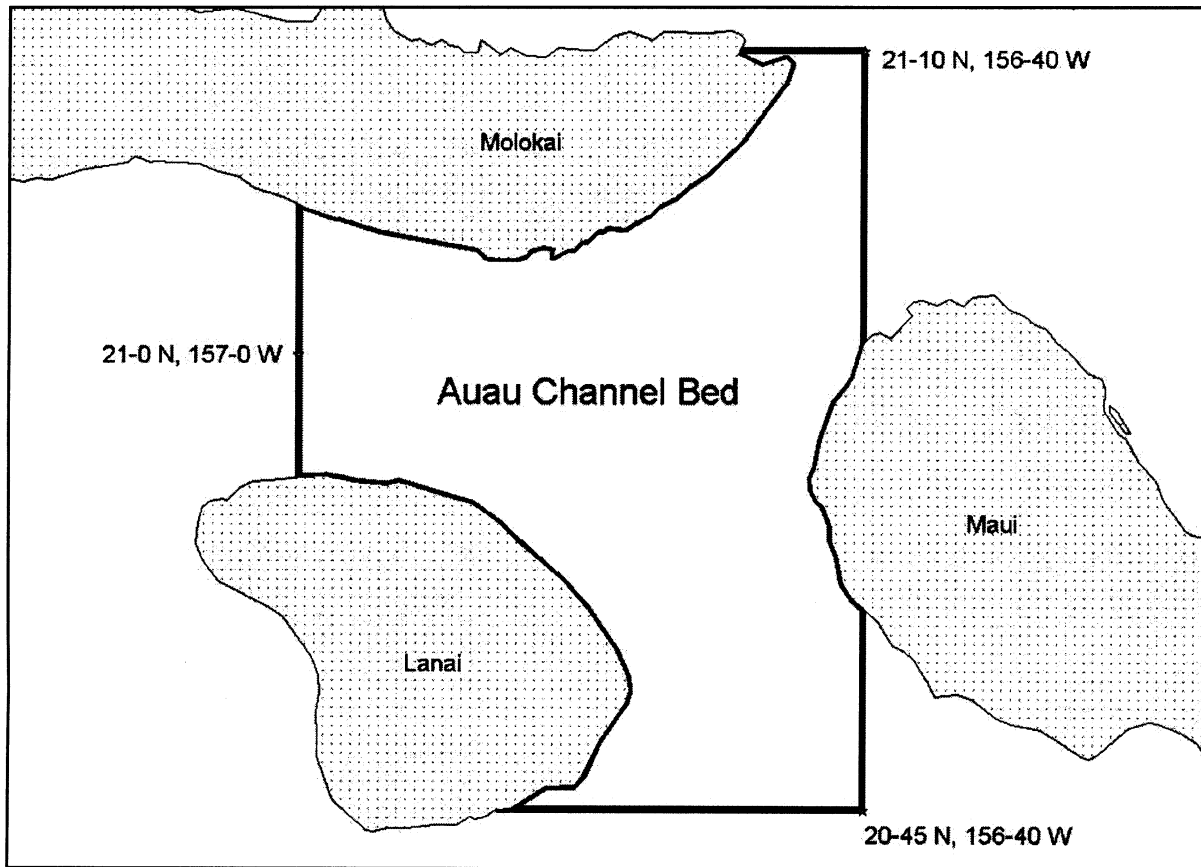 21-10 N, 156-40 W
Molokai
21-0 N, 157-0 W
Auau Channel Bed
Maui
Lanai
20-45 N, 156-40 W